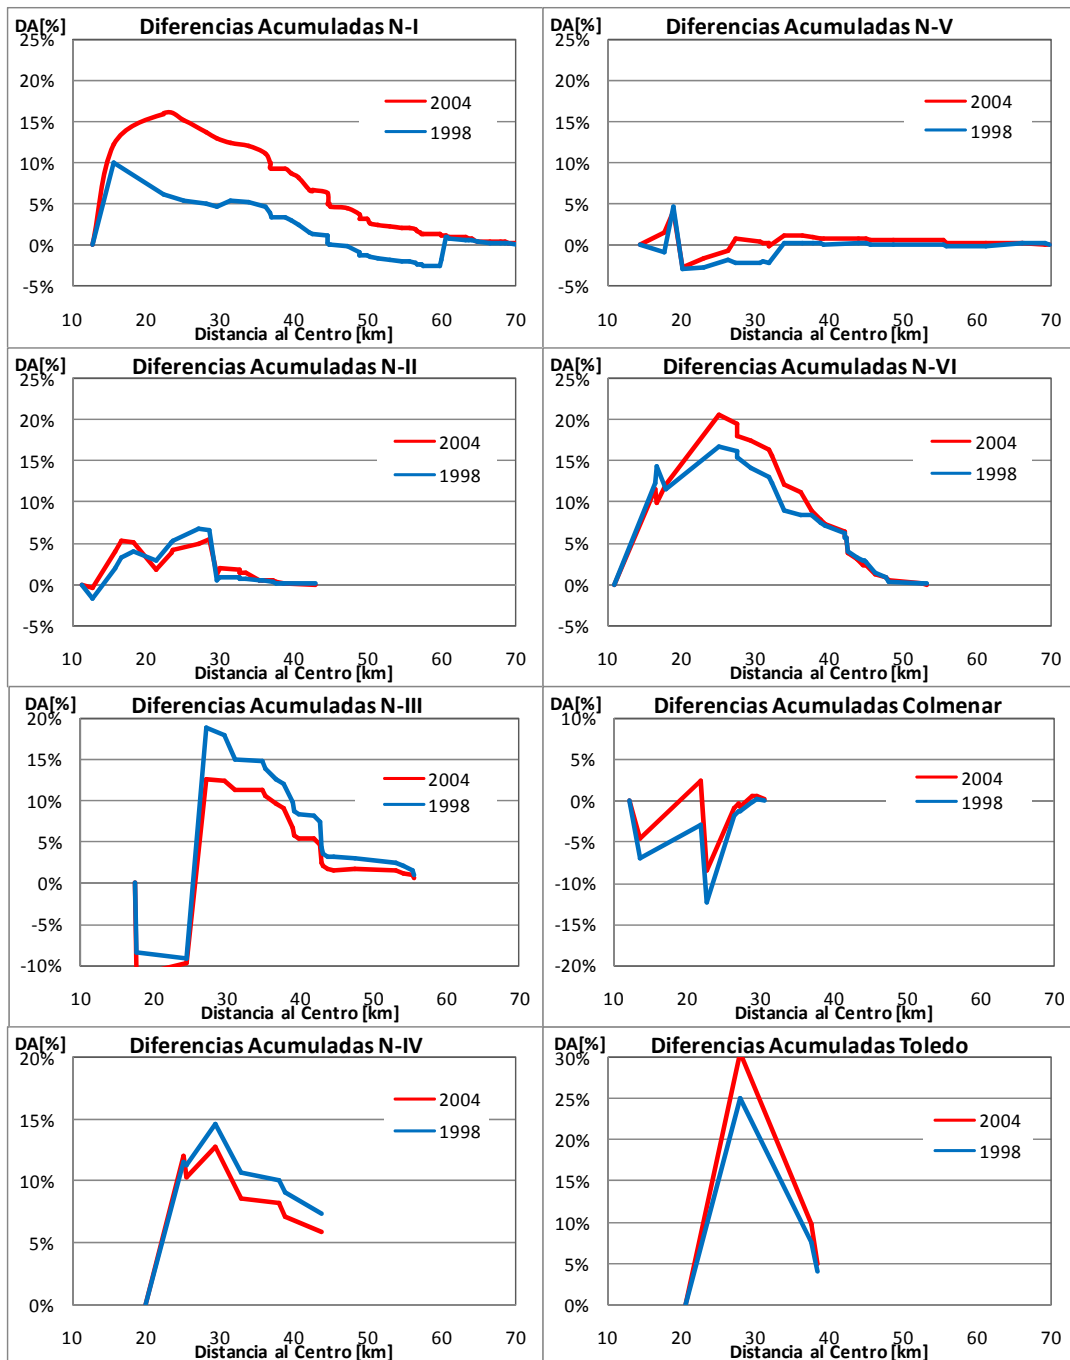 DA[%] Diferencias Acumuladas N-I
25%
20%
15%
10%
5%
0%
-5%
2004
1998
10 20 30 40 50 60 70
Distancia al Centro [km]
DA[%] Diferencias Acumuladas N-V
25%
20%
15%
10%
5%
0%
-5%
2004
1998
10 20 30 40 50 60 70
Distancia al Centro [km]
DA[%] Diferencias Acumuladas N-II
25%
20%
15%
10%
5%
0%
-5%
2004
1998
10 20 30 40 50 60 70
Distancia al Centro [km]
DA[%] Diferencias Acumuladas N-VI
25%
20%
15%
10%
5%
0%
-5%
2004
1998
10 20 30 40 50 60 70
Distancia al Centro [km]
DA[%] Diferencias Acumuladas N-III
20%
15%
10%
5%
0%
-5%
-10%
2004
1998
10 20 30 40 50 60 70
Distancia al Centro [km]
DA[%] Diferencias Acumuladas Colmenar
10%
5%
0%
-5%
-10%
-15%
-20%
2004
1998
10 20 30 40 50 60 70
Distancia al Centro [km]
DA[%] Diferencias Acumuladas N-IV
20%
15%
10%
5%
0%
2004
1998
10 20 30 40 50 60 70
Distancia al Centro [km]
DA[%] Diferencias Acumuladas Toledo
30%
25%
20%
15%
10%
5%
0%
2004
1998
10 20 30 40 50 60 70
Distancia al Centro [km]